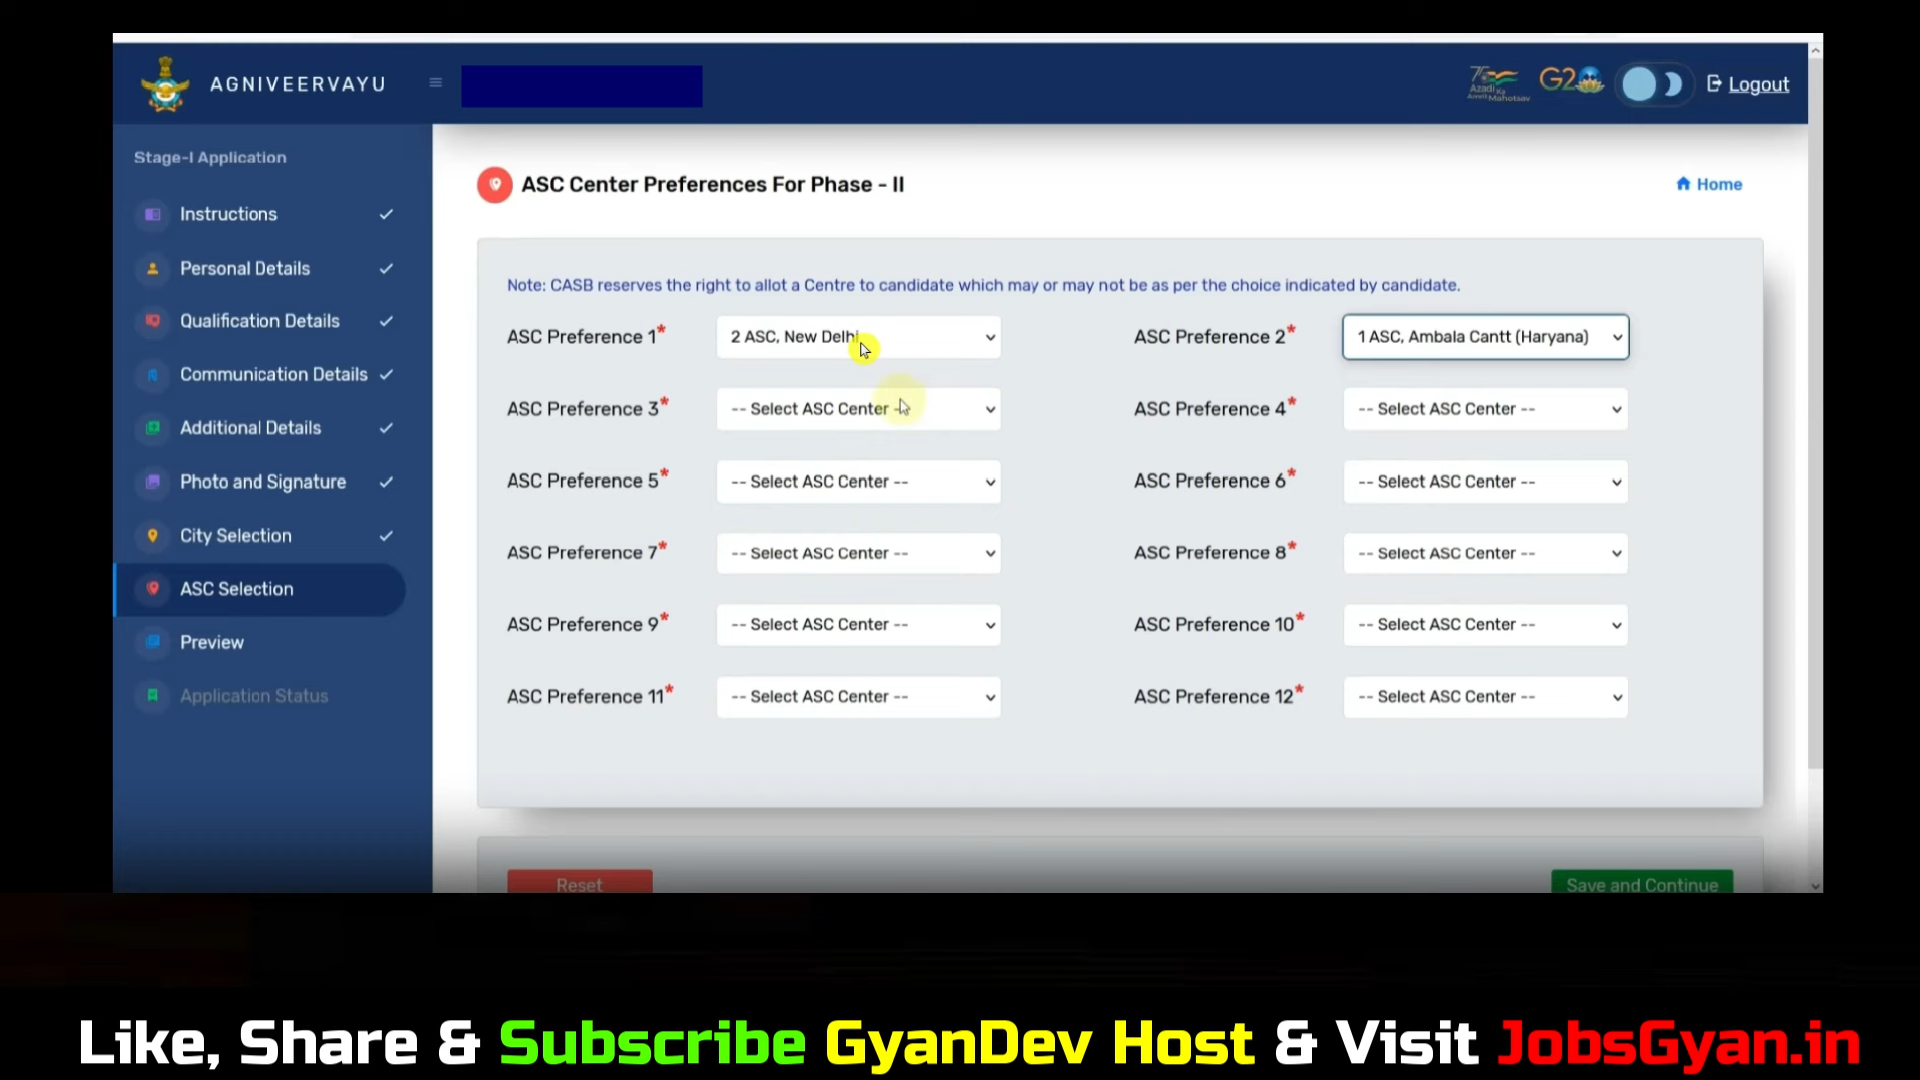 AGNIVEERVAYU
75
Azadi Ka
Amrit Mahotsav
G20
Logout
Stage-I Application
Instructions
Personal Details
Qualification Details
Communication Details
Additional Details
Photo and Signature
City Selection
ASC Selection
Preview
Application Status
ASC Center Preferences For Phase - II
Home
Note: CASB reserves the right to allot a Centre to candidate which may or may not be as per the choice indicated by candidate.
ASC Preference 1* 2 ASC, New Delhi ASC Preference 2* 1 ASC, Ambala Cantt (Haryana)
ASC Preference 3* -- Select ASC Center -- ASC Preference 4* -- Select ASC Center --
ASC Preference 5* -- Select ASC Center -- ASC Preference 6* -- Select ASC Center --
ASC Preference 7* -- Select ASC Center -- ASC Preference 8* -- Select ASC Center --
ASC Preference 9* -- Select ASC Center -- ASC Preference 10* -- Select ASC Center --
ASC Preference 11* -- Select ASC Center -- ASC Preference 12* -- Select ASC Center --
Reset Save and Continue
Like, Share & Subscribe GyanDev Host & Visit JobsGyan.in